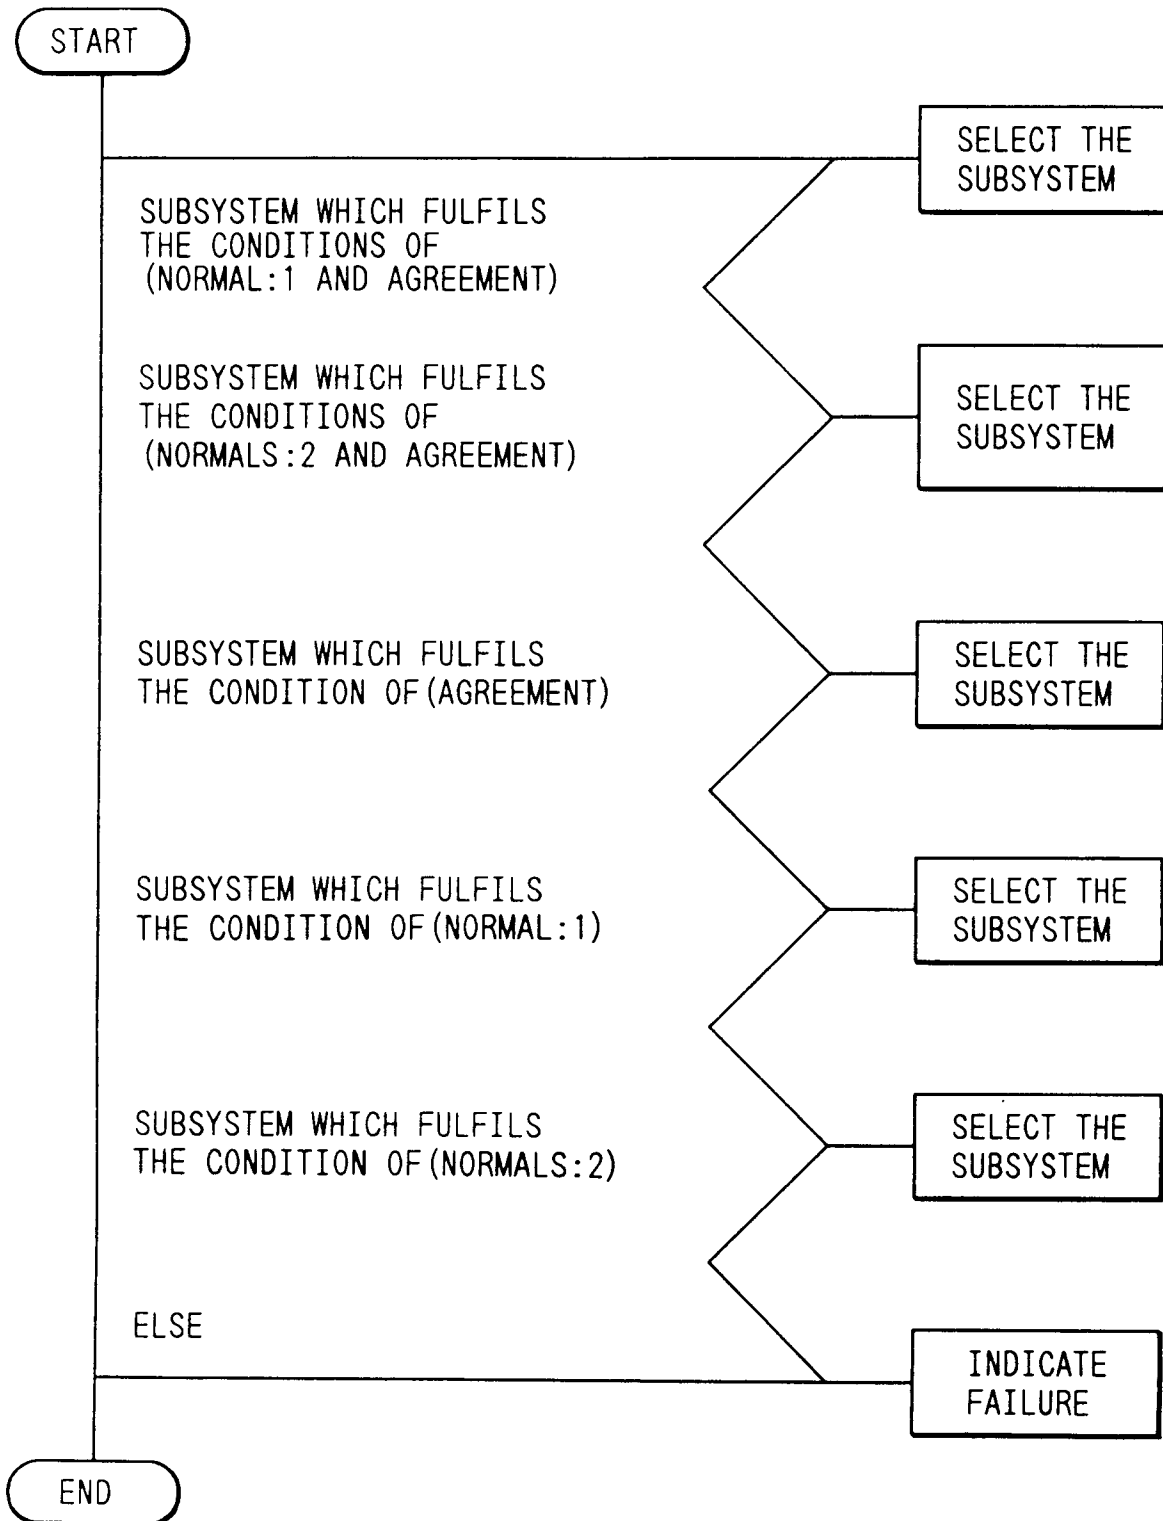 START
SELECT THE
SUBSYSTEM
SUBSYSTEM WHICH FULFILS
THE CONDITIONS OF
(NORMAL:1 AND AGREEMENT)
SUBSYSTEM WHICH FULFILS
THE CONDITIONS OF
(NORMALS:2 AND AGREEMENT)
SELECT THE
SUBSYSTEM
SUBSYSTEM WHICH FULFILS
THE CONDITION OF(AGREEMENT)
SELECT THE
SUBSYSTEM
SUBSYSTEM WHICH FULFILS
THE CONDITION OF(NORMAL:1)
SELECT THE
SUBSYSTEM
SUBSYSTEM WHICH FULFILS
THE CONDITION OF(NORMALS:2)
SELECT THE
SUBSYSTEM
ELSE
INDICATE
FAILURE
END